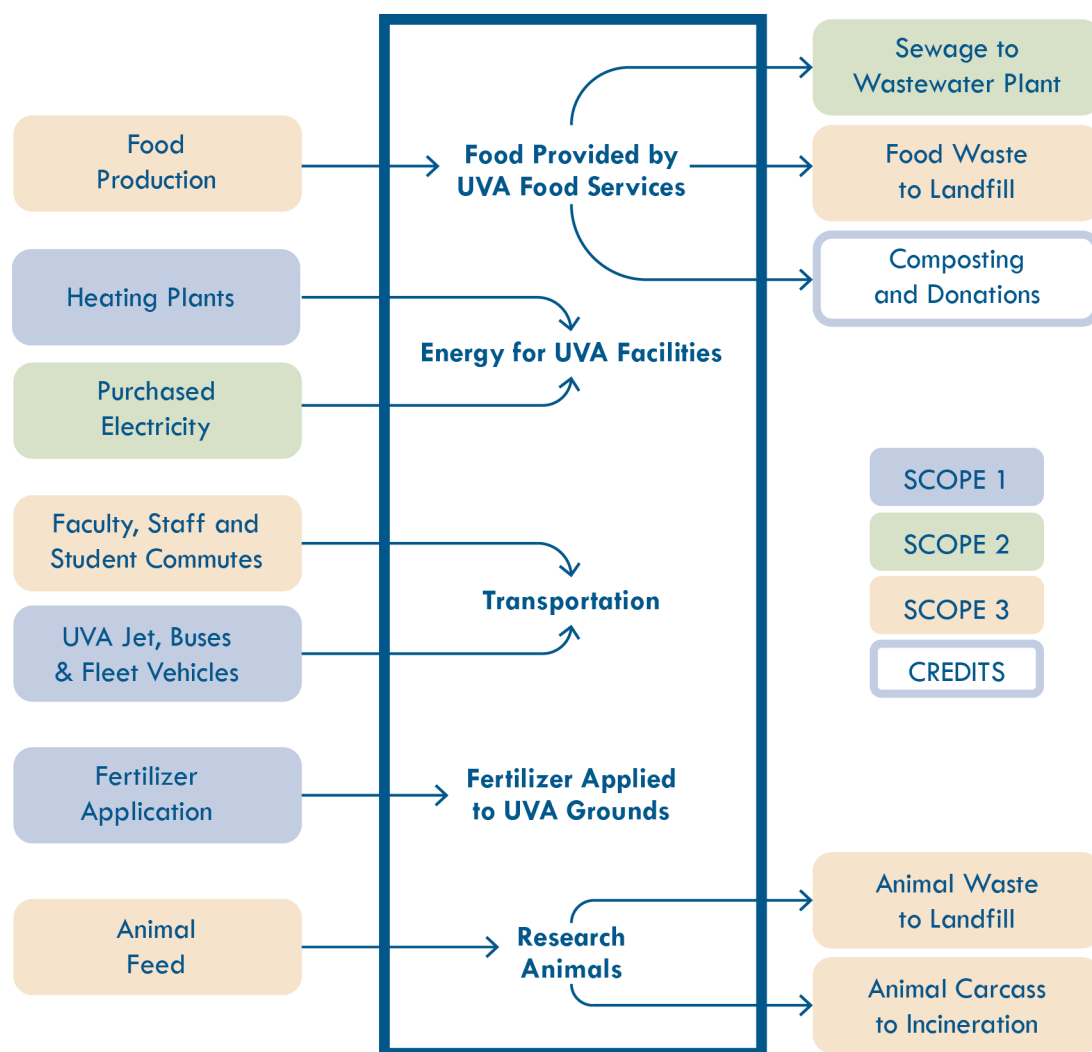 Food
Production
Heating Plants
Purchased
Electricity
Faculty, Staff and
Student Commutes
UVA Jet, Buses
& Fleet Vehicles
Fertilizer
Application
Animal
Feed
Food Provided by
UVA Food Services
Energy for UVA Facilities
Transportation
Fertilizer Applied
to UVA Grounds
Research
Animals
Sewage to
Wastewater Plant
Food Waste
to Landfill
Composting
and Donations
SCOPE 1
SCOPE 2
SCOPE 3
CREDITS
Animal Waste
to Landfill
Animal Carcass
to Incineration